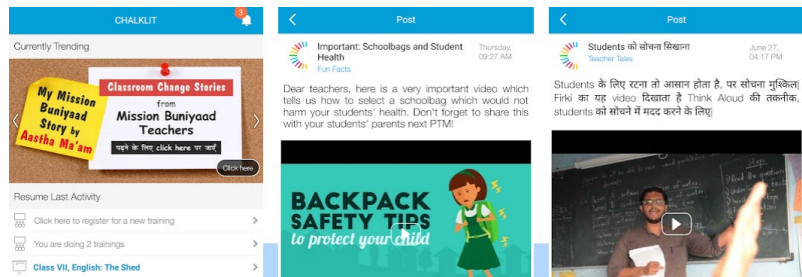 CHALKLIT
3
Currently Trending
My Mission
Buniyaad
Story by
Aastha Ma'am
Classroom Change Stories
from
Mission Buniyaad
Teachers
पढ़ने के लिए click here पर जाएँ
Click here
Resume Last Activity
Click here to register for a new training
You are doing 2 trainings
Class VII, English: The Shed
Post
Important: Schoolbags and Student
Health
Fun Facts
Thursday,
09:27 AM
Dear teachers, here is a very important video which
tells us how to select a schoolbag which would not
harm your students' health. Don't forget to share this
with your students' parents next PTM!
BACKPACK
SAFETY TIPS
to protect your child
Post
Students को सोचना सिखाना
Teacher Tales
June 27,
04:17 PM
Students के लिए रटना तो आसान होता है, पर सोचना मुश्किल|
Firki का यह video दिखाता है Think Aloud की तकनीक,
students को सोचने में मदद करने के लिए|
Steps